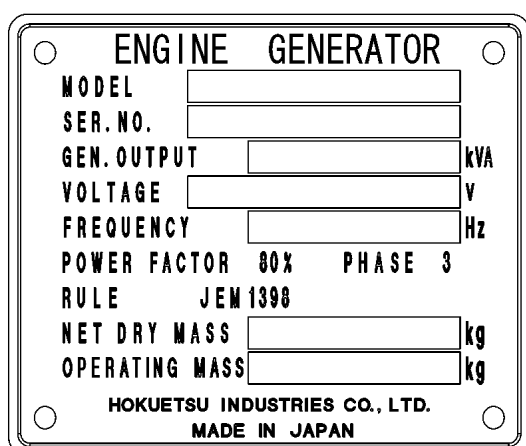 ENGINE GENERATOR
MODEL
SER.NO.
GEN.OUTPUT kVA
VOLTAGE V
FREQUENCY Hz
POWER FACTOR 80% PHASE 3
RULE JEM1398
NET DRY MASS kg
OPERATING MASS kg
HOKUETSU INDUSTRIES CO., LTD.
MADE IN JAPAN